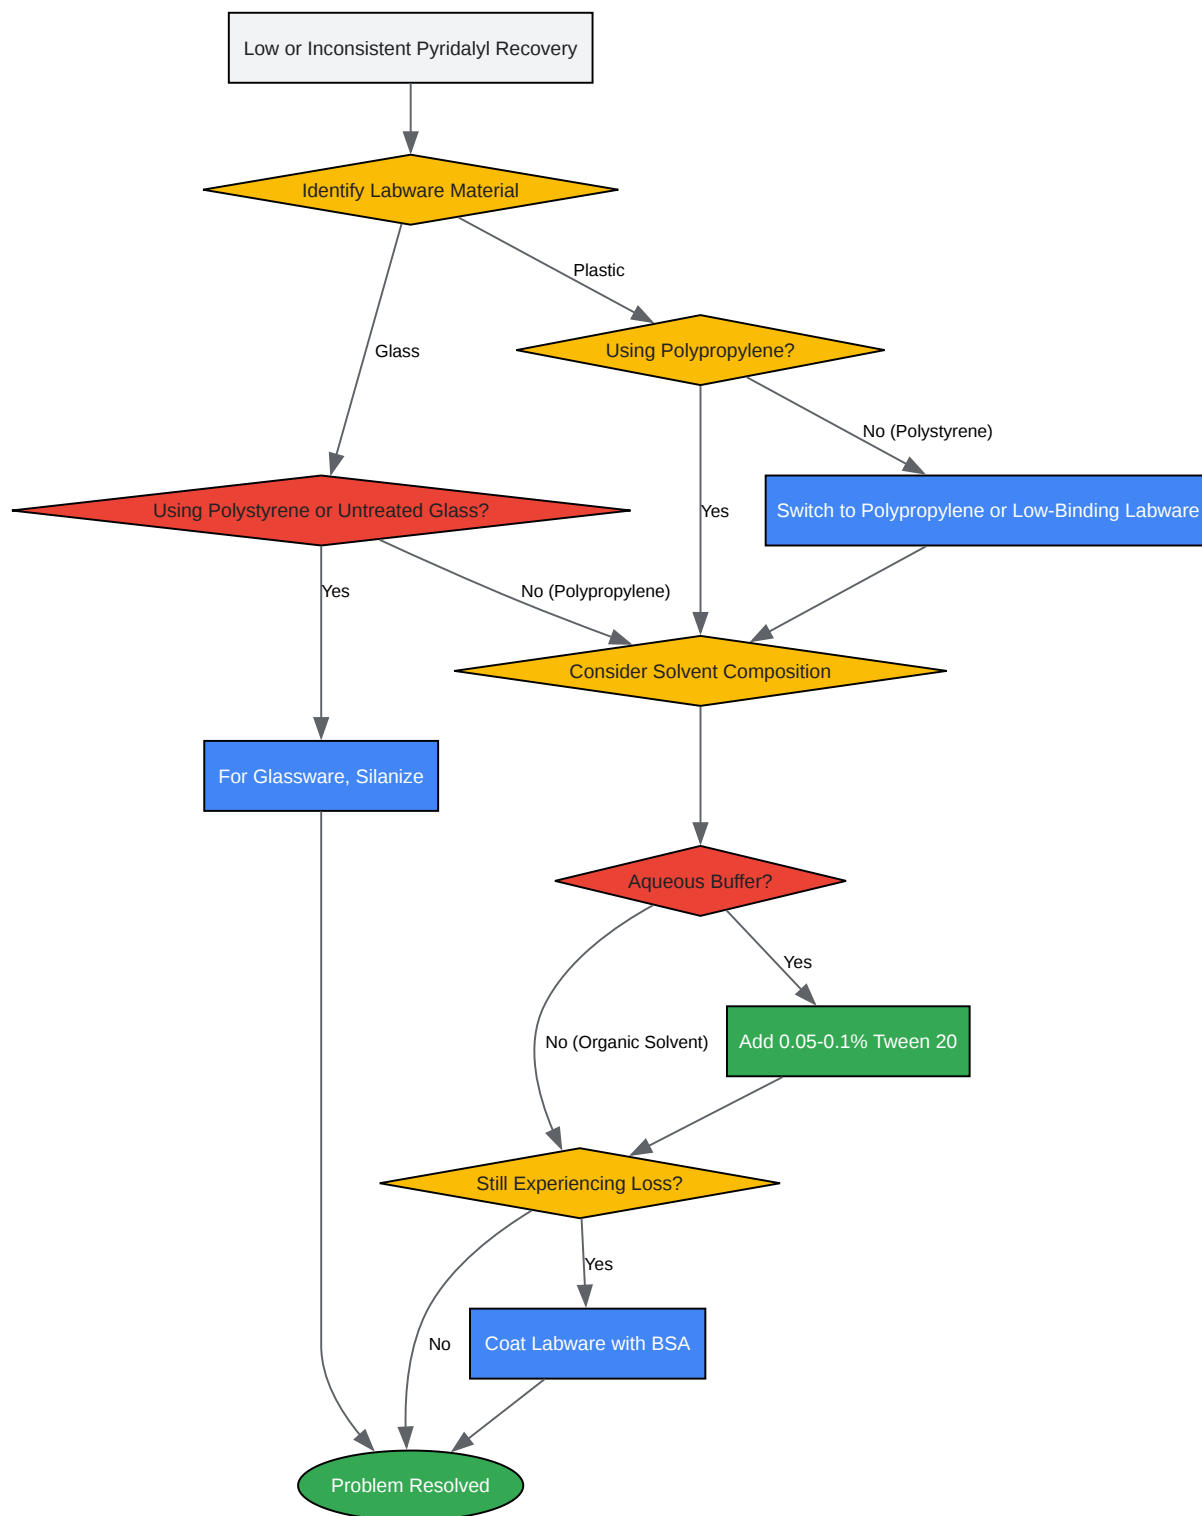 Low or Inconsistent Pyridalyl Recovery
Identify Labware Material
Plastic
Glass
Using Polypropylene?
No (Polystyrene)
Using Polystyrene or Untreated Glass?
Yes
Switch to Polypropylene or Low-Binding Labware
Yes
No (Polypropylene)
Consider Solvent Composition
For Glassware, Silanize
Aqueous Buffer?
Yes
No (Organic Solvent)
Add 0.05-0.1% Tween 20
Still Experiencing Loss?
Yes
No
Coat Labware with BSA
Problem Resolved